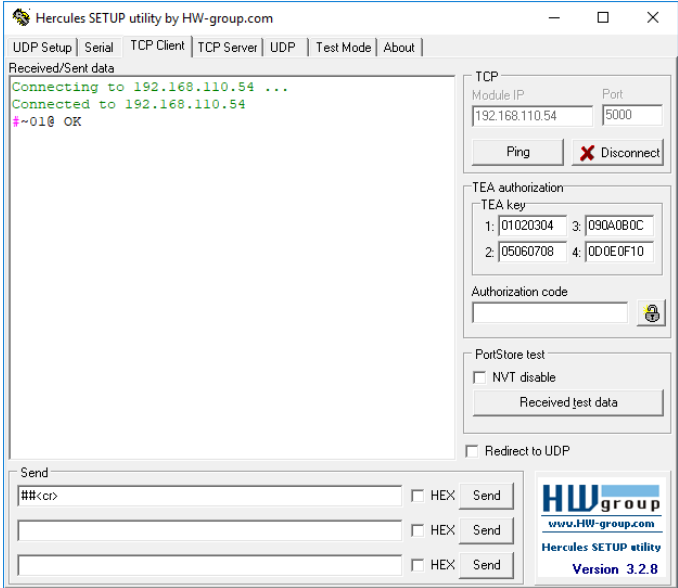 Hercules SETUP utility by HW-group.com
UDP Setup Serial TCP Client TCP Server UDP Test Mode About
Received/Sent data
Connecting to 192.168.110.54 ...
Connected to 192.168.110.54
#~01@ OK
TCP
Module IP Port
192.168.110.54 5000
Ping Disconnect
TEA authorization
TEA key
1: 01020304 3: 090A0B0C
2: 05060708 4: 0D0E0F10
Authorization code
PortStore test
NVT disable
Received test data
Redirect to UDP
Send
##<cr> HEX Send
HEX Send
HEX Send
HW group
www.HW-group.com
Hercules SETUP utility
Version 3.2.8